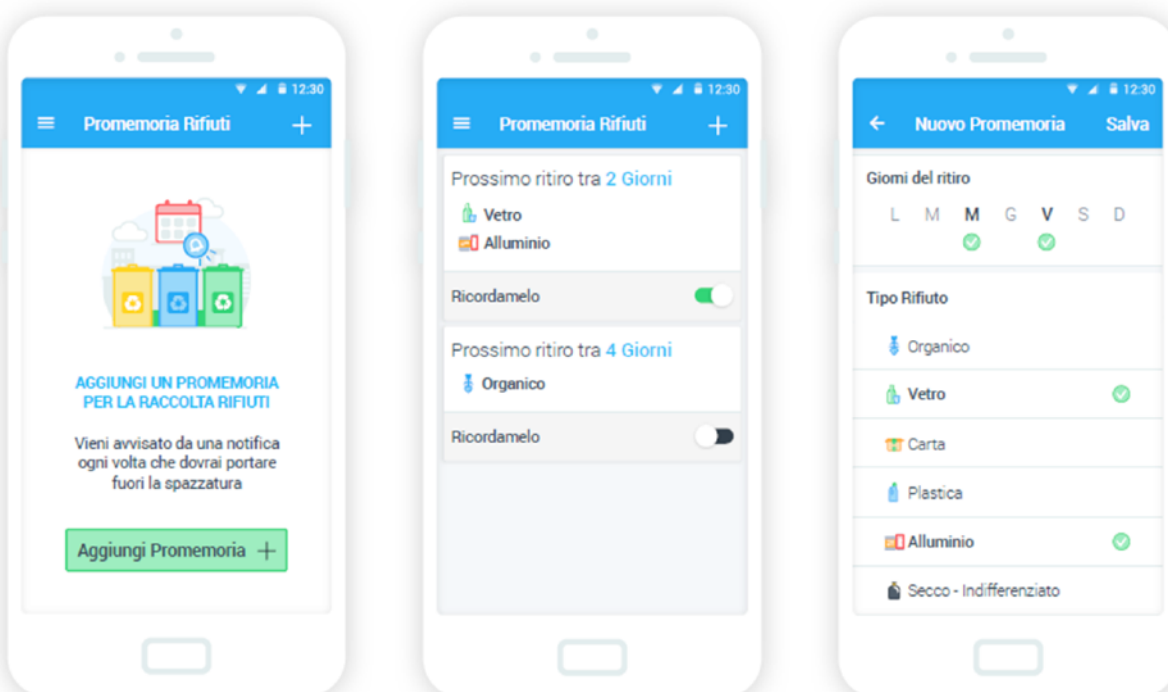 12:30
Promemoria Rifiuti
AGGIUNGI UN PROMEMORIA
PER LA RACCOLTA RIFIUTI
Vieni avvisato da una notifica
ogni volta che dovrai portare
fuori la spazzatura
Aggiungi Promemoria +
12:30
Promemoria Rifiuti
Prossimo ritiro tra 2 Giorni
Vetro
Alluminio
Ricordamelo
Prossimo ritiro tra 4 Giorni
Organico
Ricordamelo
12:30
Nuovo Promemoria Salva
Giorni del ritiro
L M M G V S D
Tipo Rifiuto
Organico
Vetro
Carta
Plastica
Alluminio
Secco - Indifferenziato